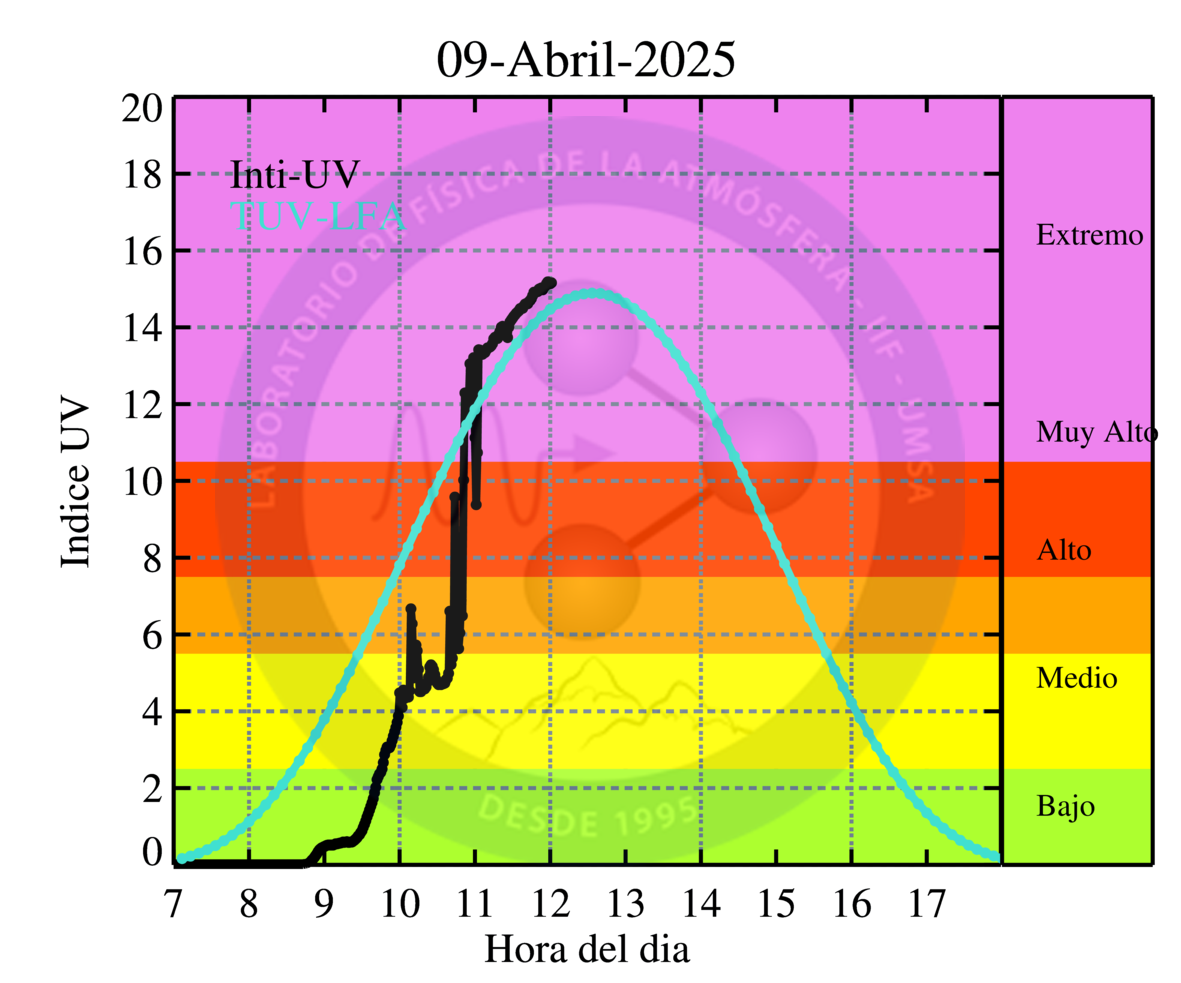 09-Abril-2025
20
18
16
14
12
10
8
6
4
2
0
Indice UV
Inti-UV
TUV-LFA
LABORATORIO DE FÍSICA DE LA ATMÓSFERA - IIF - UMSA
DESDE 1995
Extremo
Muy Alto
Alto
Medio
Bajo
7 8 9 10 11 12 13 14 15 16 17
Hora del dia